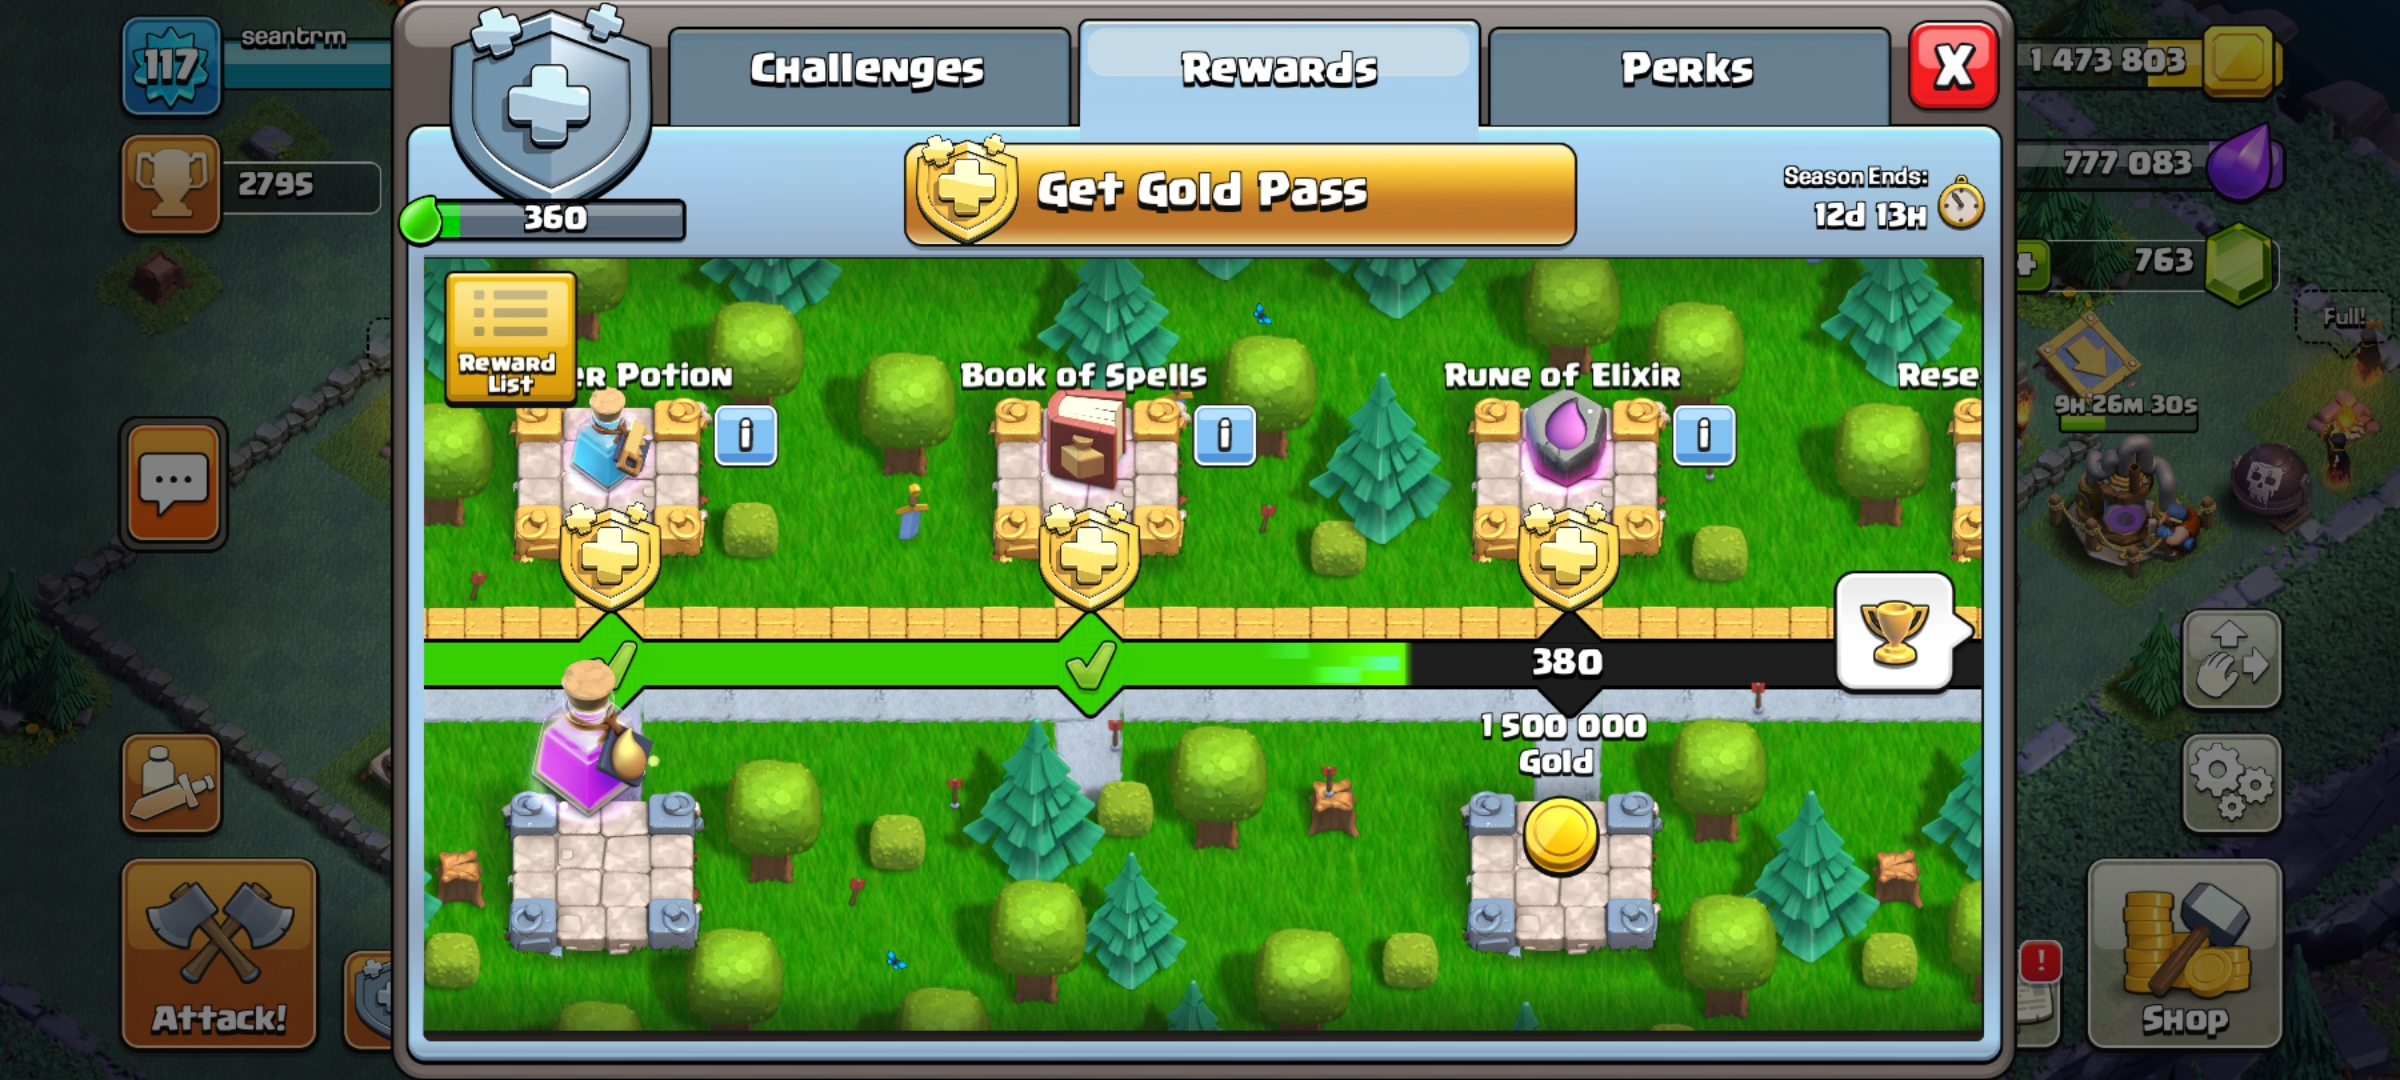 117
seantrm
Challenges
Rewards
Perks
X
1 473 803
Get Gold Pass
Season Ends:
12d 13H
2795
360
777 083
763
Full!
Reward
List
er Potion
Book of Spells
Rune of Elixir
Rese
i
i
i
9H 26M 30s
380
1 500 000
Gold
Attack!
!
Shop